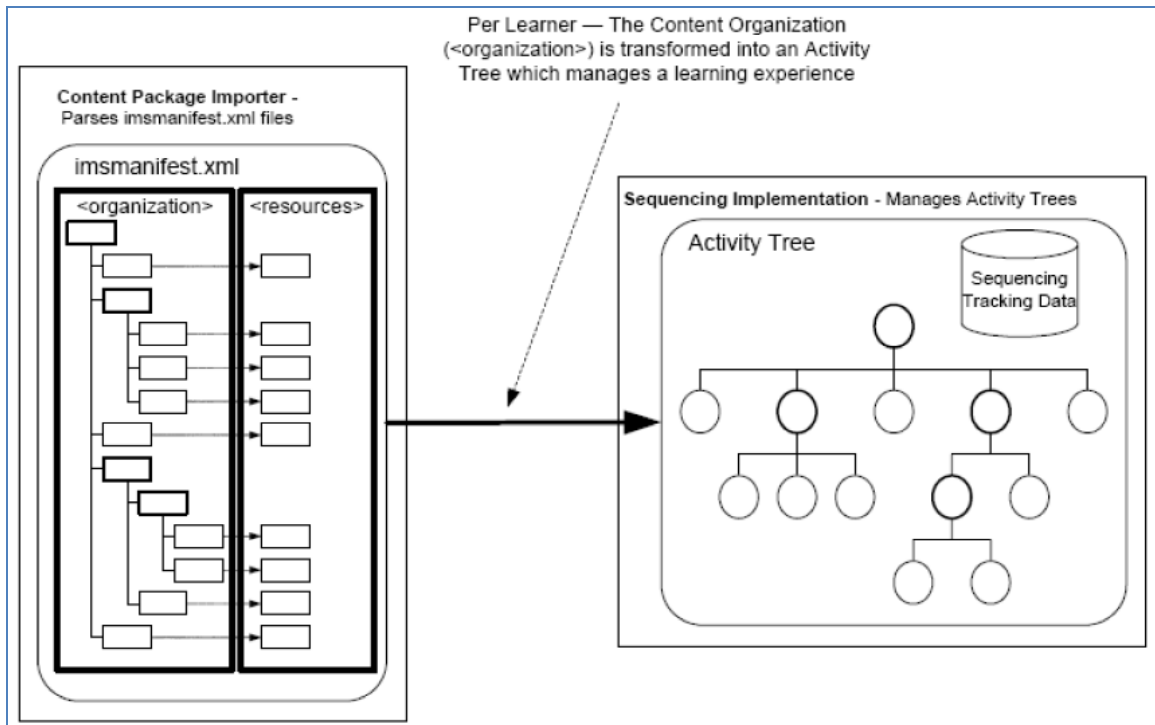 Per Learner — The Content Organization
(<organization>) is transformed into an Activity
Tree which manages a learning experience
Content Package Importer -
Parses imsmanifest.xml files
imsmanifest.xml
<organization>
<resources>
Sequencing Implementation - Manages Activity Trees
Activity Tree
Sequencing
Tracking Data